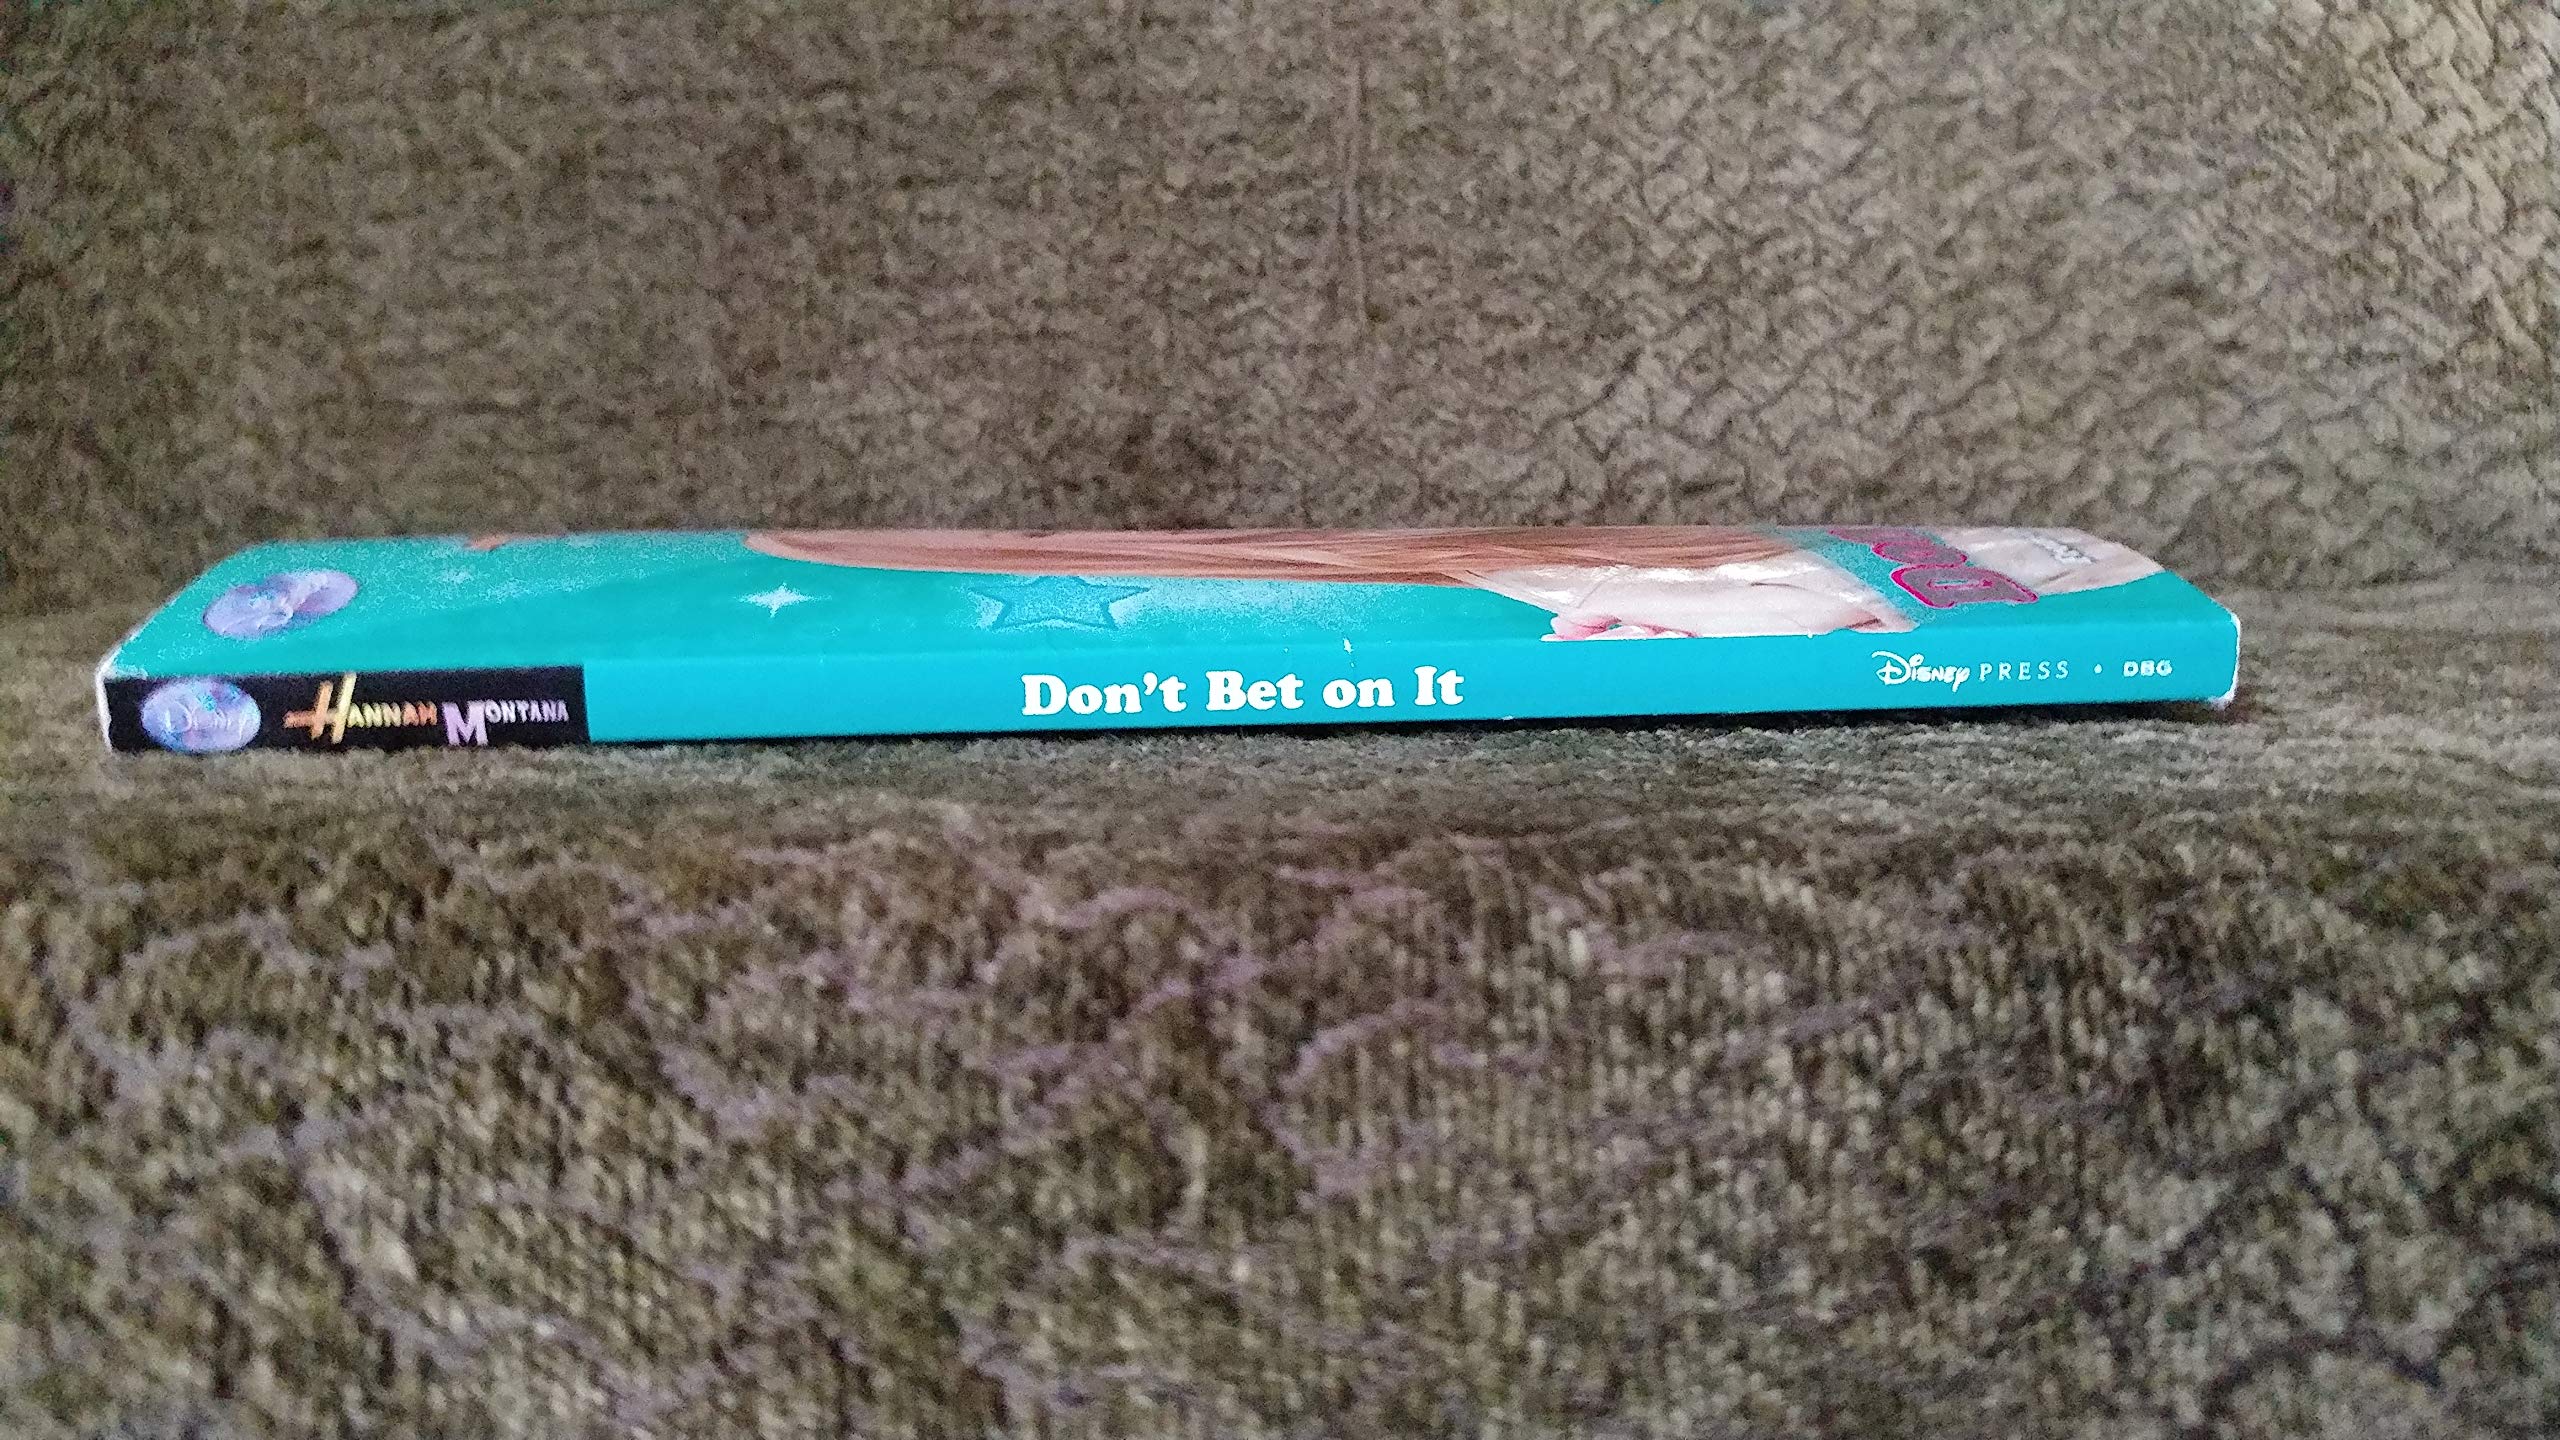 Disney
HANNAH MONTANA
Don't Bet on It
Disney PRESS • DBG